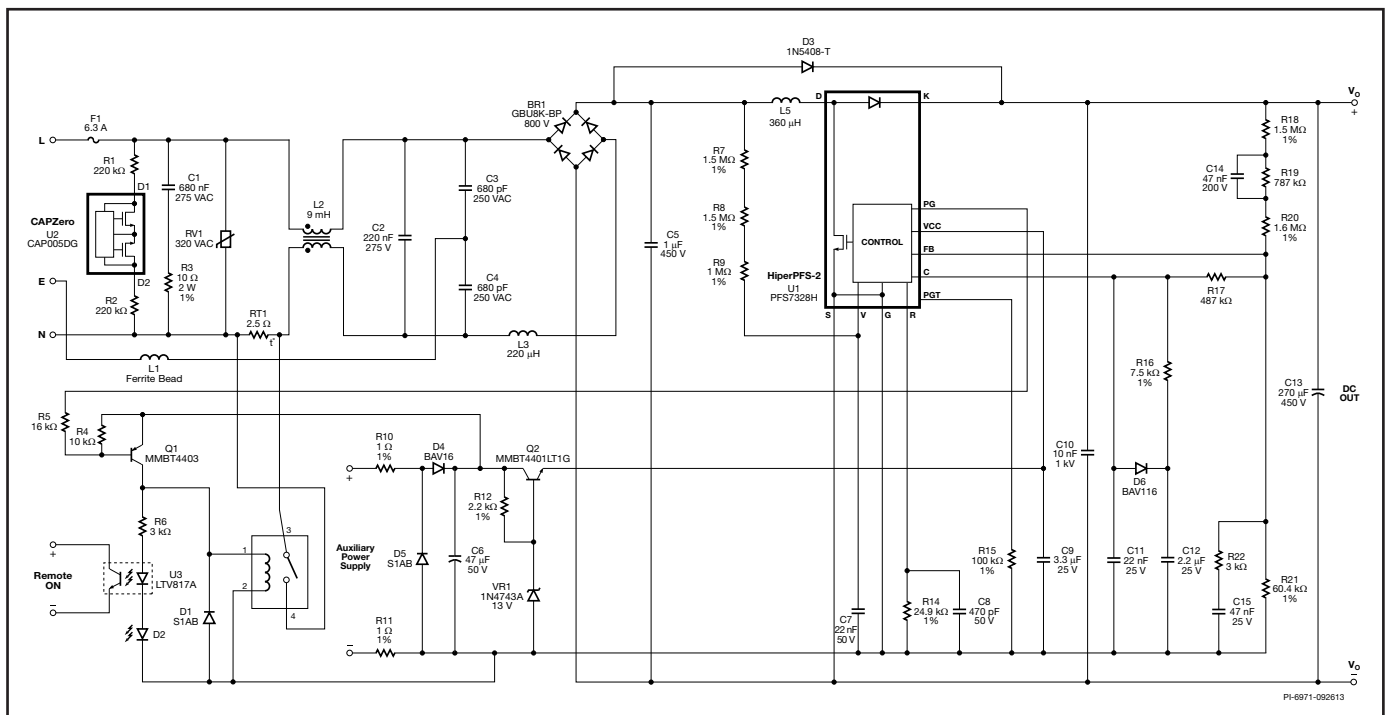 D3
1N5408-T
BR1
GBU8K-BP
800 V
D
K
L5
360 µH
VO
+
F1
6.3 A
L
R1
220 kΩ
D1
C1
680 nF
275 VAC
CAPZero
U2
CAP005DG
RV1
320 VAC
R3
10 Ω
2 W
1%
D2
E
R2
220 kΩ
N
RT1
2.5 Ω
t°
L1
Ferrite Bead
L2
9 mH
C2
220 nF
275 V
C3
680 pF
250 VAC
C4
680 pF
250 VAC
L3
220 µH
C5
1 µF
450 V
R7
1.5 MΩ
1%
R8
1.5 MΩ
1%
R9
1 MΩ
1%
CONTROL
HiperPFS-2
U1
PFS7328H
PG
VCC
FB
C
PGT
S
V
G
R
R18
1.5 MΩ
1%
C14
47 nF
200 V
R19
787 kΩ
R20
1.6 MΩ
1%
R17
487 kΩ
R16
7.5 kΩ
1%
C13
270 µF
450 V
DC
OUT
R5
16 kΩ
R4
10 kΩ
Q1
MMBT4403
R6
3 kΩ
+
Remote
ON
–
U3
LTV817A
D2
D1
S1AB
1
2
3
4
R10
1 Ω
1%
+
D4
BAV16
Q2
MMBT4401LT1G
R12
2.2 kΩ
1%
Auxiliary
Power
Supply
D5
S1AB
C6
47 µF
50 V
VR1
1N4743A
13 V
R11
1 Ω
1%
–
C7
22 nF
50 V
R14
24.9 kΩ
1%
C8
470 pF
50 V
R15
100 kΩ
1%
C9
3.3 µF
25 V
C10
10 nF
1 kV
D6
BAV116
C11
22 nF
25 V
C12
2.2 µF
25 V
R22
3 kΩ
C15
47 nF
25 V
R21
60.4 kΩ
1%
VO
–
PI-6971-092613